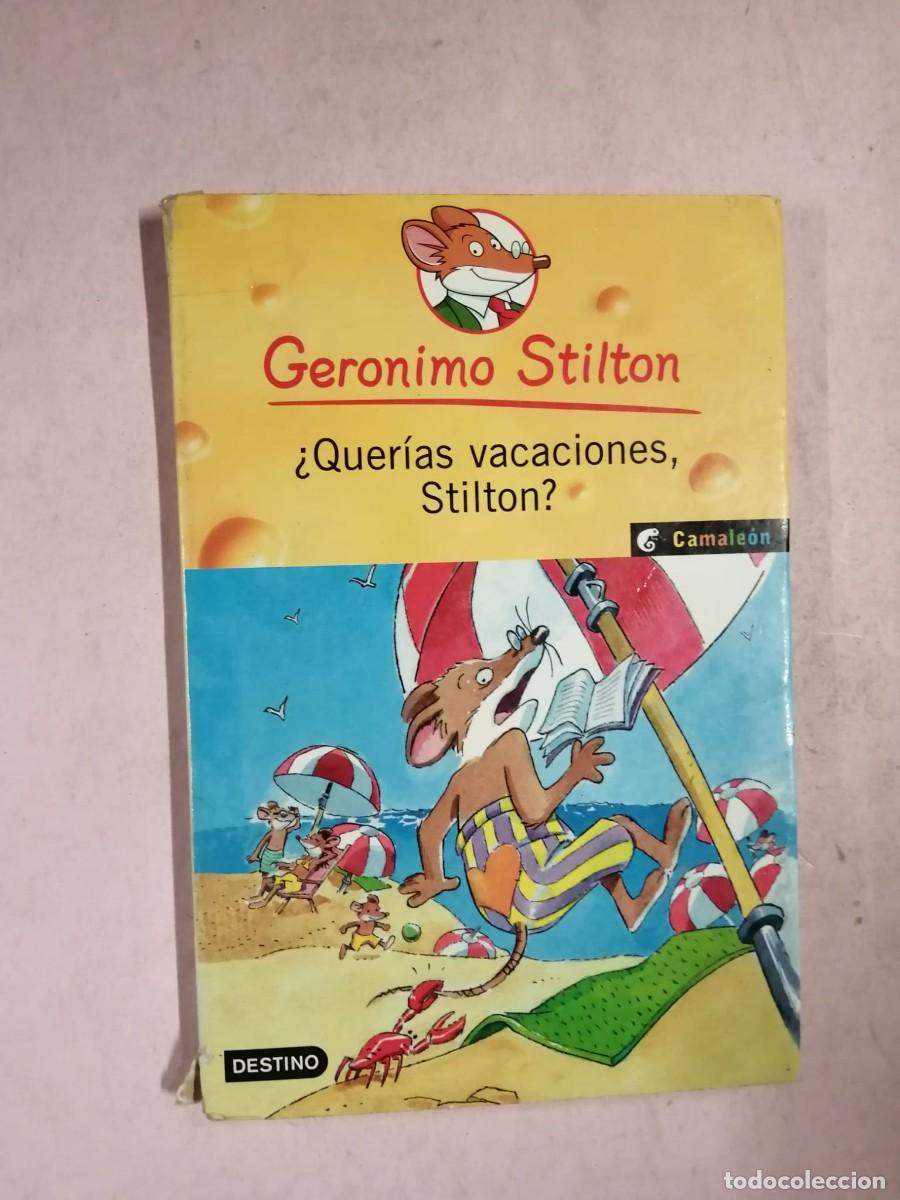 Geronimo Stilton
¿Querías vacaciones,
Stilton?
Camaleón
DESTINO
todocoleccion